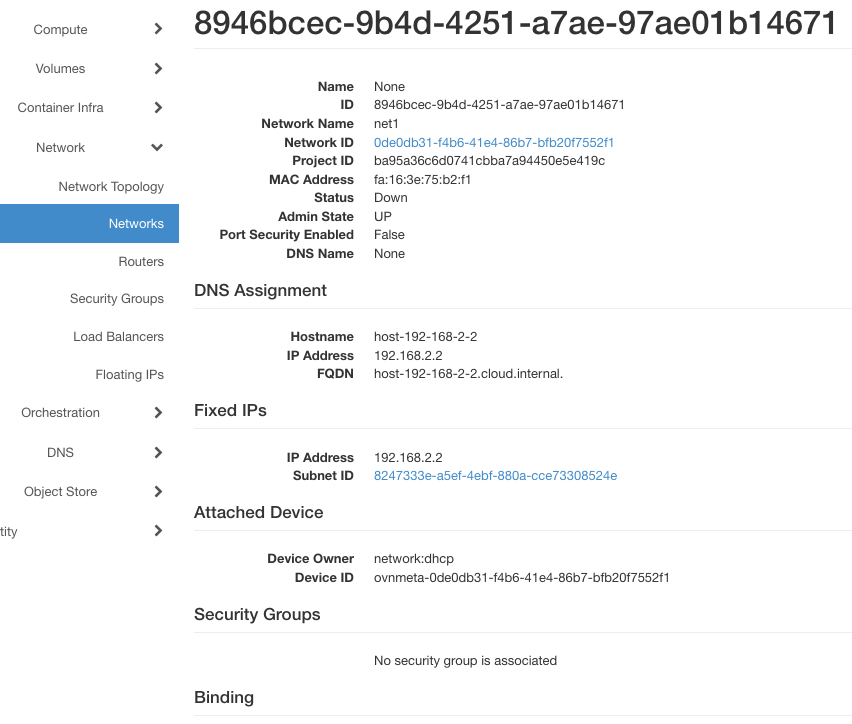 8946bcec-9b4d-4251-a7ae-97ae01b14671
Compute
Volumes
Container Infra
Network
Network Topology
Networks
Routers
Security Groups
Load Balancers
Floating IPs
Orchestration
DNS
Object Store
tity
Name None
ID 8946bcec-9b4d-4251-a7ae-97ae01b14671
Network Name net1
Network ID 0de0db31-f4b6-41e4-86b7-bfb20f7552f1
Project ID ba95a36c6d0741cbba7a94450e5e419c
MAC Address fa:16:3e:75:b2:f1
Status Down
Admin State UP
Port Security Enabled False
DNS Name None
DNS Assignment
Hostname host-192-168-2-2
IP Address 192.168.2.2
FQDN host-192-168-2-2.cloud.internal.
Fixed IPs
IP Address 192.168.2.2
Subnet ID 8247333e-a5ef-4ebf-880a-cce73308524e
Attached Device
Device Owner network:dhcp
Device ID ovnmeta-0de0db31-f4b6-41e4-86b7-bfb20f7552f1
Security Groups
No security group is associated
Binding